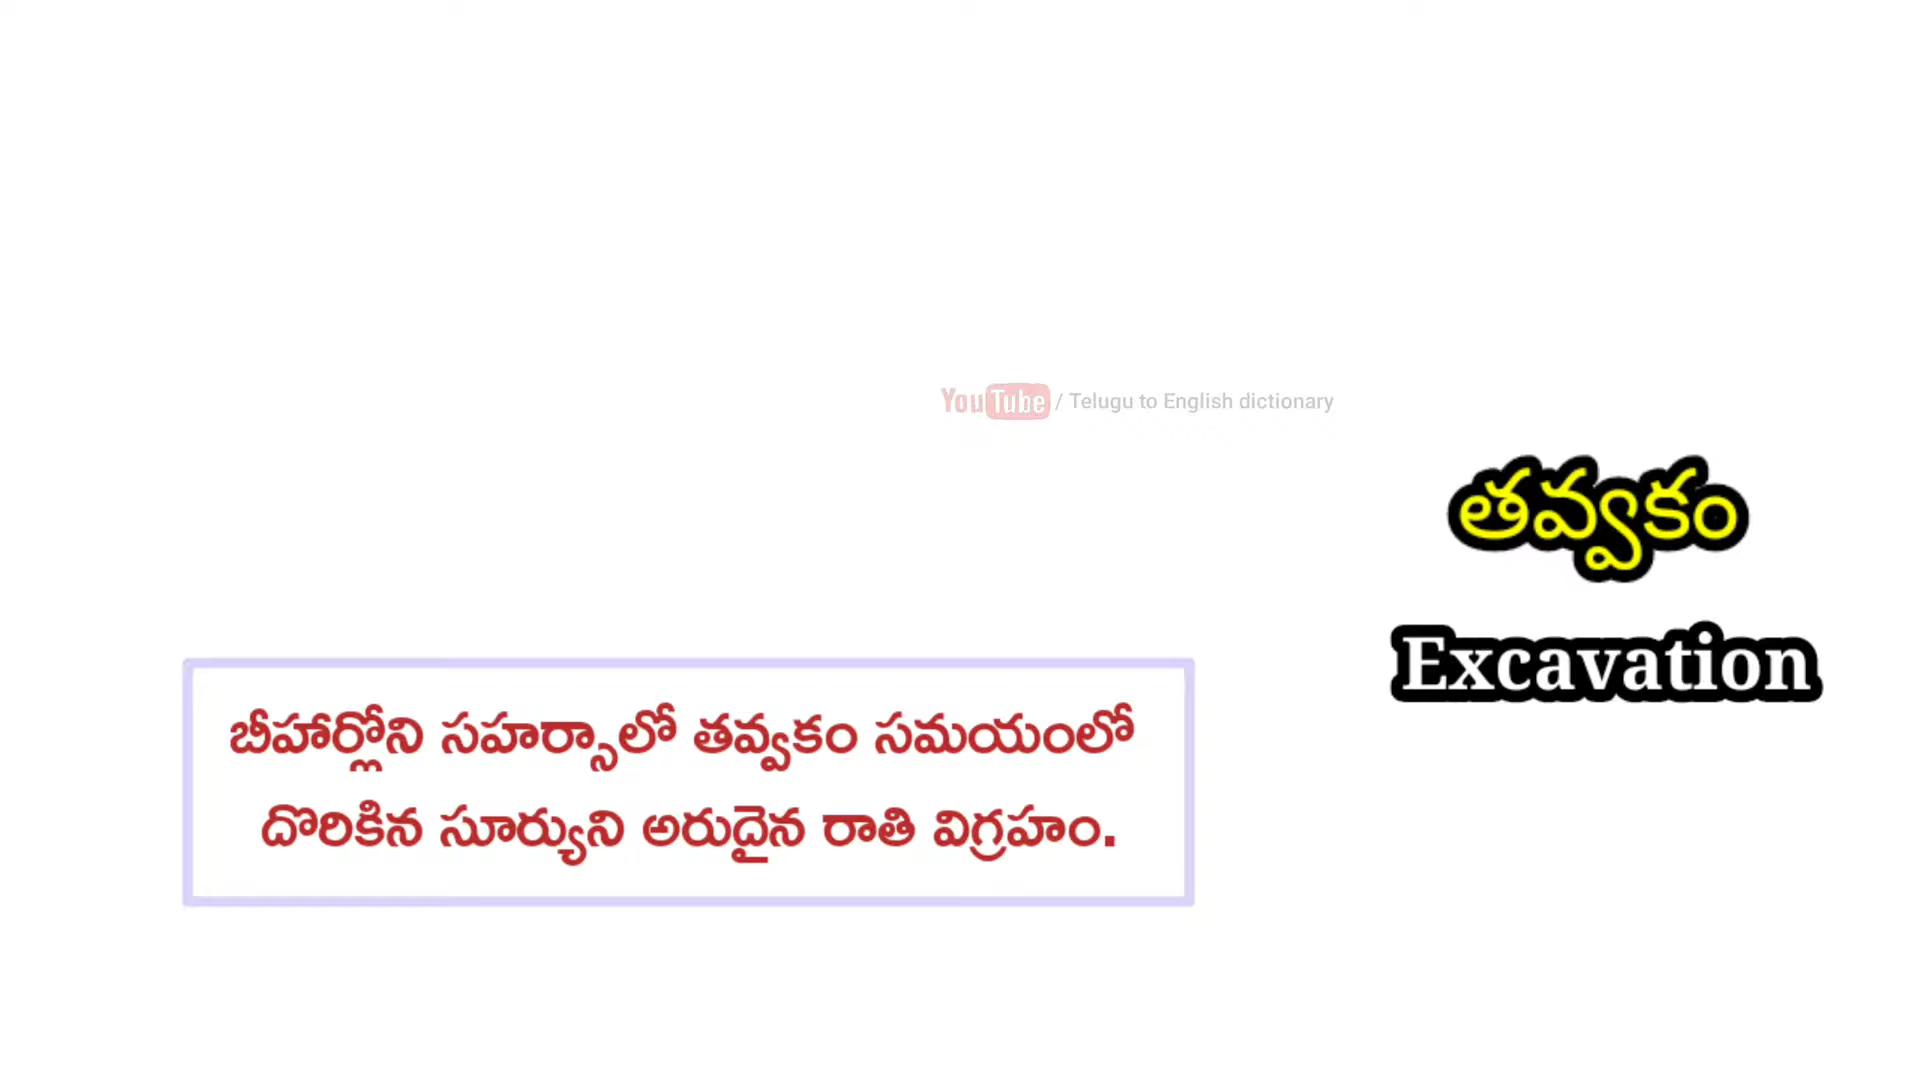 YouTube / Telugu to English dictionary
తవ్వకం
Excavation
బీహార్లోని సహర్సాలో తవ్వకం సమయంలో
దొరికిన సూర్యుని అరుదైన రాతి విగ్రహం.